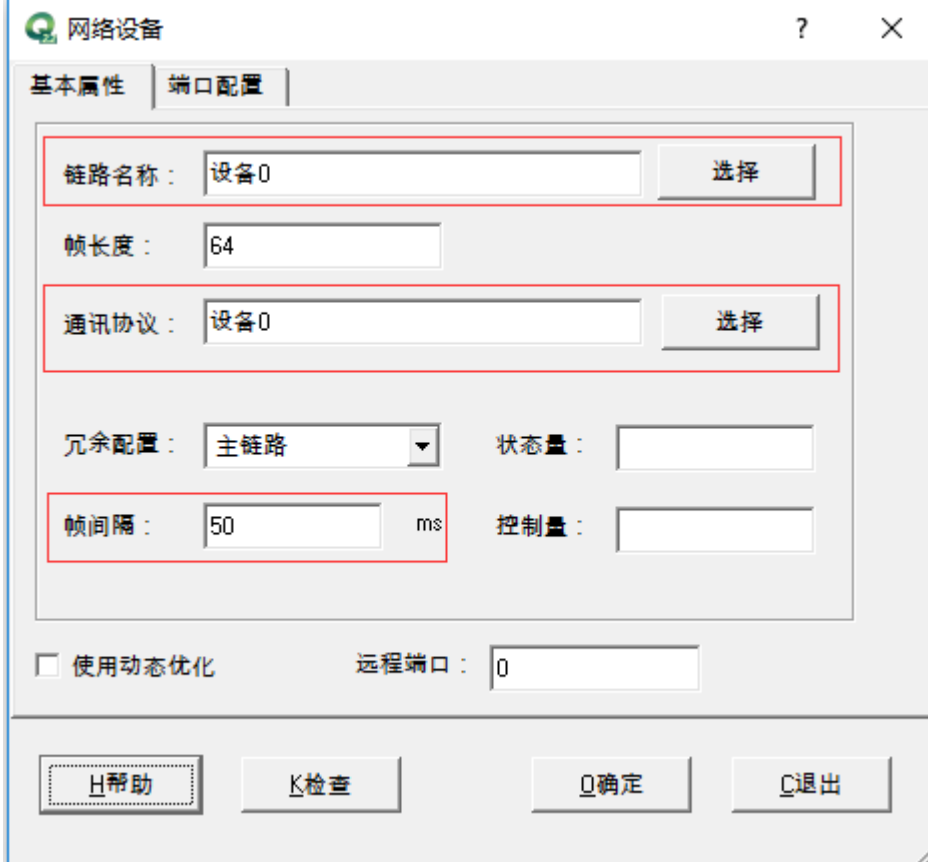 网络设备
基本属性 端口配置
链路名称： 设备0 选择
帧长度： 64
通讯协议： 设备0 选择
冗余配置： 主链路 状态量：
帧间隔： 50 ms 控制量：
使用动态优化 远程端口： 0
H帮助 K检查 O确定 C退出